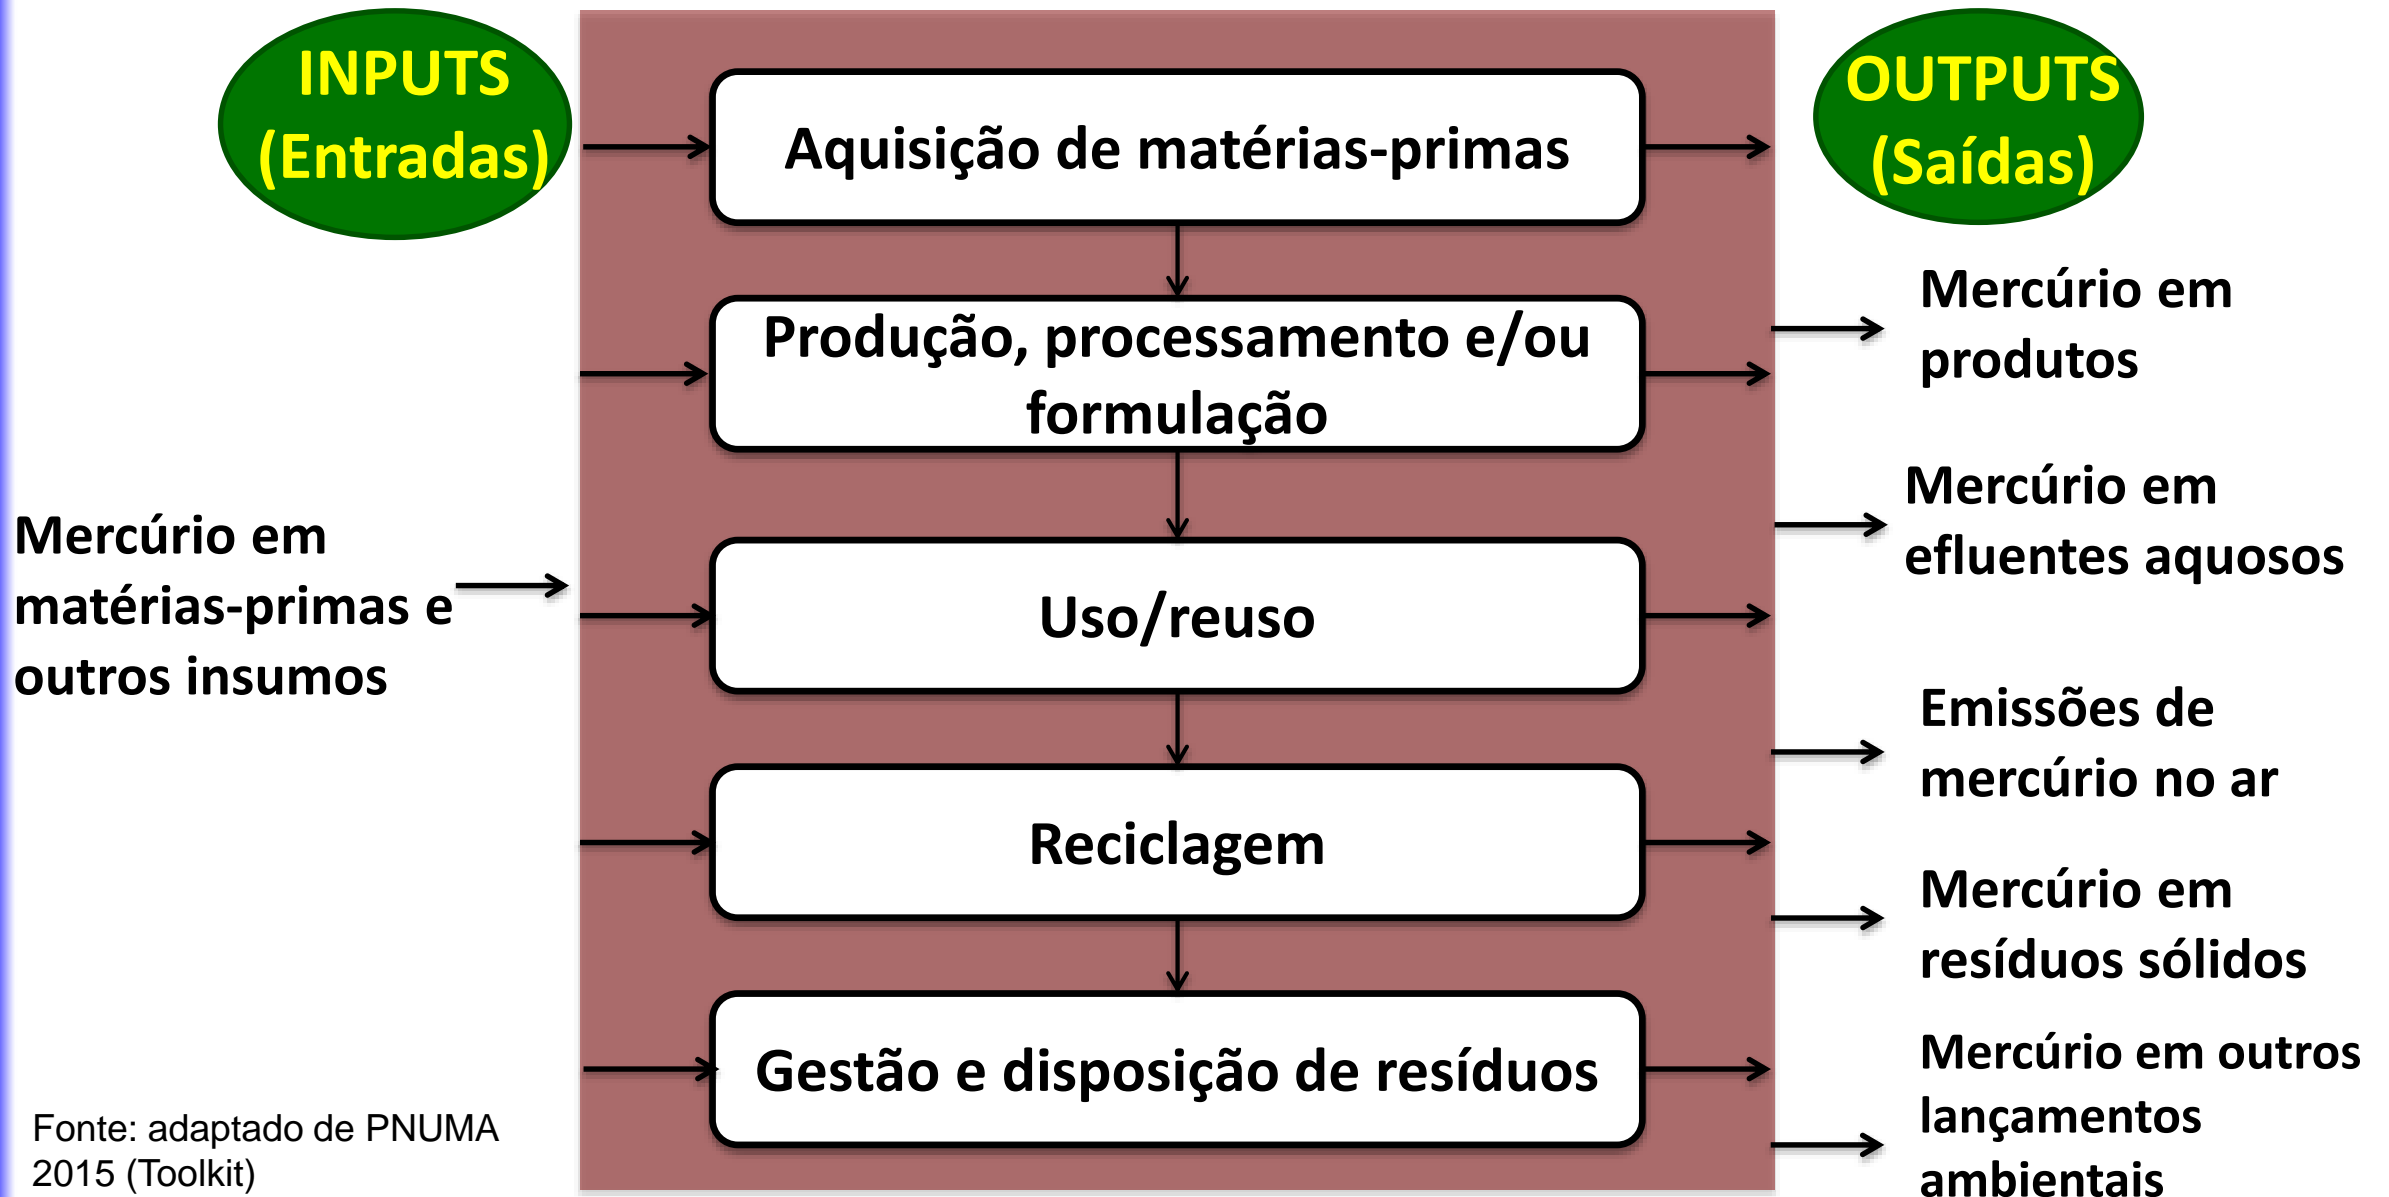 INPUTS
(Entradas)
Mercúrio em
matérias-primas e
outros insumos
Aquisição de matérias-primas
Produção, processamento e/ou
formulação
Uso/reuso
Reciclagem
Gestão e disposição de resíduos
OUTPUTS
(Saídas)
Mercúrio em
produtos
Mercúrio em
efluentes aquosos
Emissões de
mercúrio no ar
Mercúrio em
resíduos sólidos
Mercúrio em outros
lançamentos
ambientais
Fonte: adaptado de PNUMA
2015 (Toolkit)